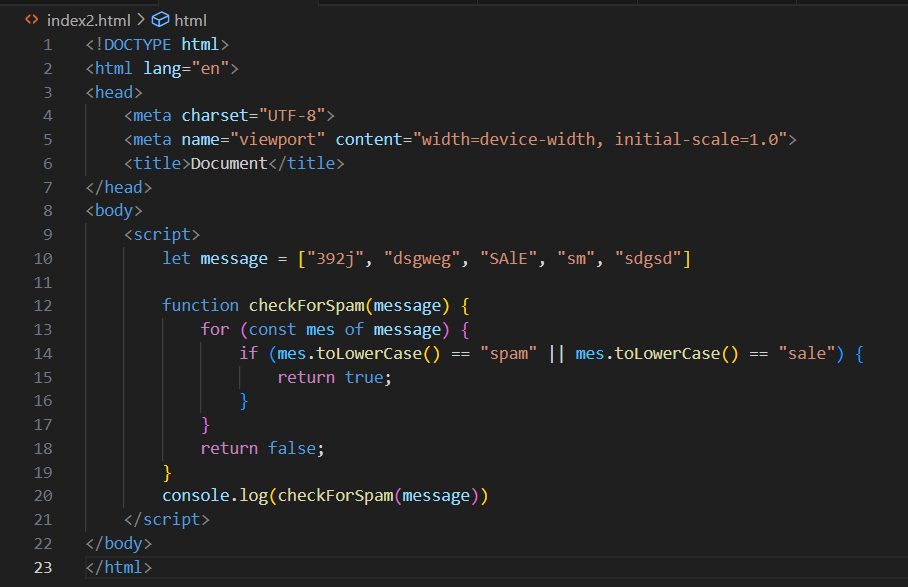 index2.html > html
1 <!DOCTYPE html>
2 <html lang="en">
3 <head>
4     <meta charset="UTF-8">
5     <meta name="viewport" content="width=device-width, initial-scale=1.0">
6     <title>Document</title>
7 </head>
8 <body>
9     <script>
10         let message = ["392j", "dsgweg", "SAlE", "sm", "sdgsd"]
11
12         function checkForSpam(message) {
13             for (const mes of message) {
14                 if (mes.toLowerCase() == "spam" || mes.toLowerCase() == "sale") {
15                     return true;
16                 }
17             }
18             return false;
19         }
20         console.log(checkForSpam(message))
21     </script>
22 </body>
23 </html>